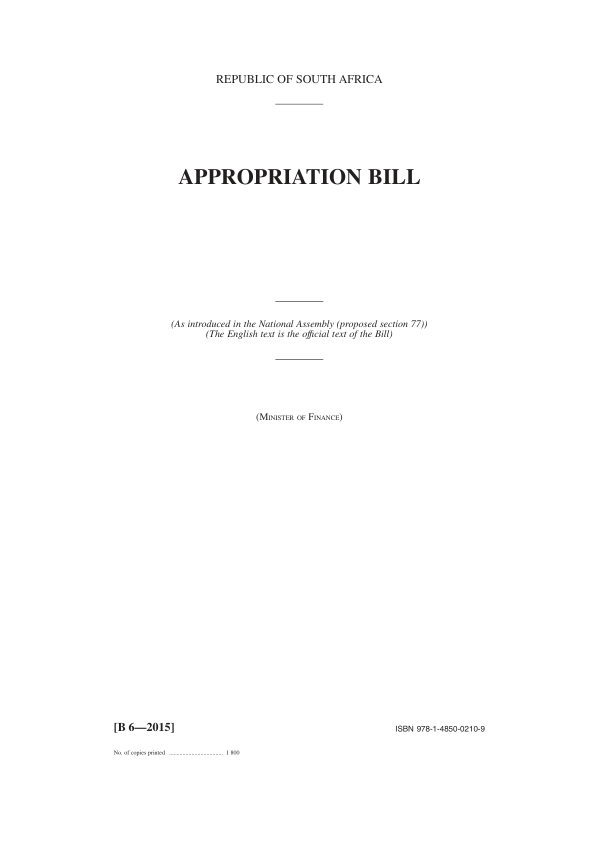 REPUBLIC OF SOUTH AFRICA
APPROPRIATION BILL
(As introduced in the National Assembly (proposed section 77))
(The English text is the official text of the Bill)
(Minister of Finance)
[B 6—2015]
ISBN 978-1-4850-0210-9
No. of copies printed ................................. 1 800